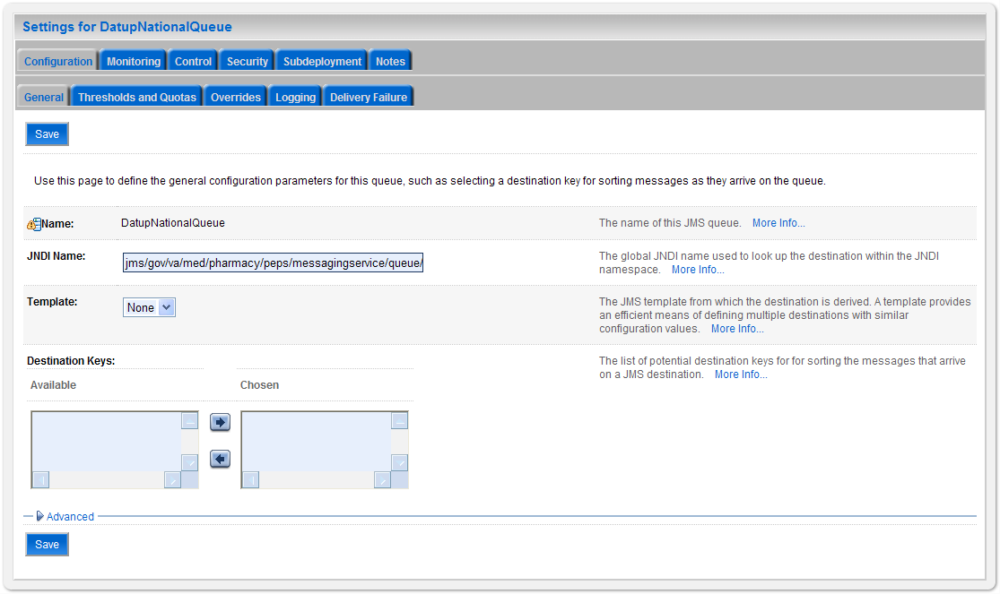 Settings for DatupNationalQueue
Configuration Monitoring Control Security Subdeployment Notes
General Thresholds and Quotas Overrides Logging Delivery Failure
Save
Use this page to define the general configuration parameters for this queue, such as selecting a destination key for sorting messages as they arrive on the queue.
Name: DatupNationalQueue The name of this JMS queue. More Info...
JNDI Name: jms/gov/va/med/pharmacy/peps/messagingservice/queue/ The global JNDI name used to look up the destination within the JNDI
namespace. More Info...
Template: None The JMS template from which the destination is derived. A template provides
an efficient means of defining multiple destinations with similar
configuration values. More Info...
Destination Keys: The list of potential destination keys for for sorting the messages that arrive
on a JMS destination. More Info...
Available Chosen
Advanced
Save